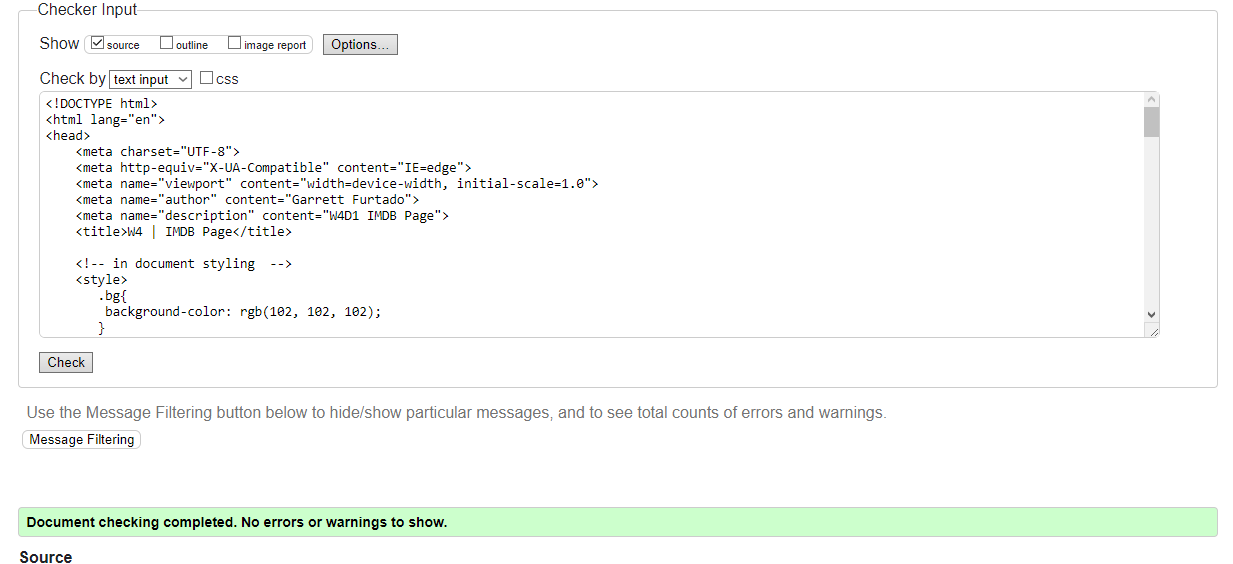 Checker Input
Show source outline image report Options...
Check by text input css
<!DOCTYPE html>
<html lang="en">
<head>
    <meta charset="UTF-8">
    <meta http-equiv="X-UA-Compatible" content="IE=edge">
    <meta name="viewport" content="width=device-width, initial-scale=1.0">
    <meta name="author" content="Garrett Furtado">
    <meta name="description" content="W4D1 IMDB Page">
    <title>W4 | IMDB Page</title>
    <!-- in document styling  -->
    <style>
       .bg{
        background-color: rgb(102, 102, 102);
       }
Check
Use the Message Filtering button below to hide/show particular messages, and to see total counts of errors and warnings.
Message Filtering
Document checking completed. No errors or warnings to show.
Source